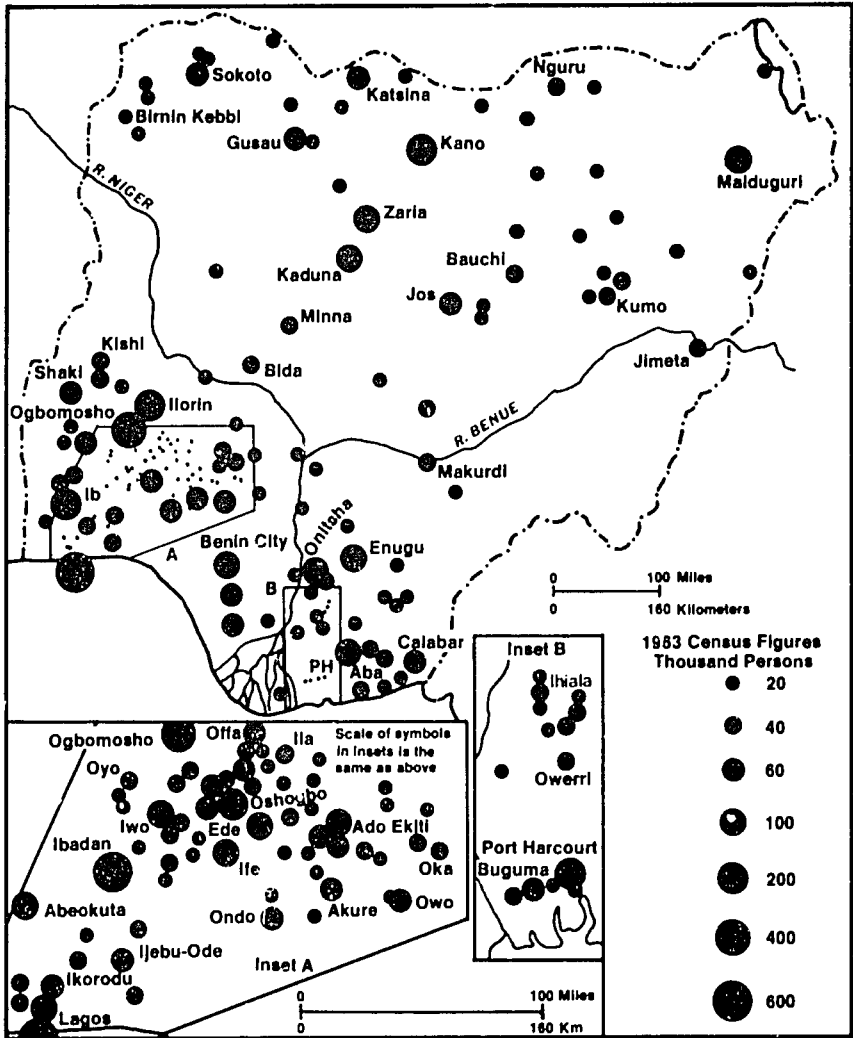 Sokoto
Katsina
Nguru
Birnin Kebbi
Gusau
Kano
Maiduguri
R. NIGER
Zaria
Kaduna
Bauchi
Jos
Kumo
Minna
Kishi
Bida
Jimeta
Shaki
Ilorin
Ogbomosho
R. BENUE
Makurdi
Ib
Onitsha
Benin City
Enugu
A
B
0 100 Miles
0 160 Kilometers
PH
Aba
Calabar
1963 Census Figures
Thousand Persons
20
40
60
100
200
400
600
Inset B
Ihiala
Owerri
Port Harcourt
Buguma
Ogbomosho
Offa
Ila
Scale of symbols
in insets is the
same as above
Oyo
Oshogbo
Iwo
Ede
Ado Ekiti
Ibadan
Ife
Oka
Abeokuta
Ondo
Akure
Owo
Ijebu-Ode
Inset A
Ikorodu
Lagos
0 100 Miles
0 160 Km